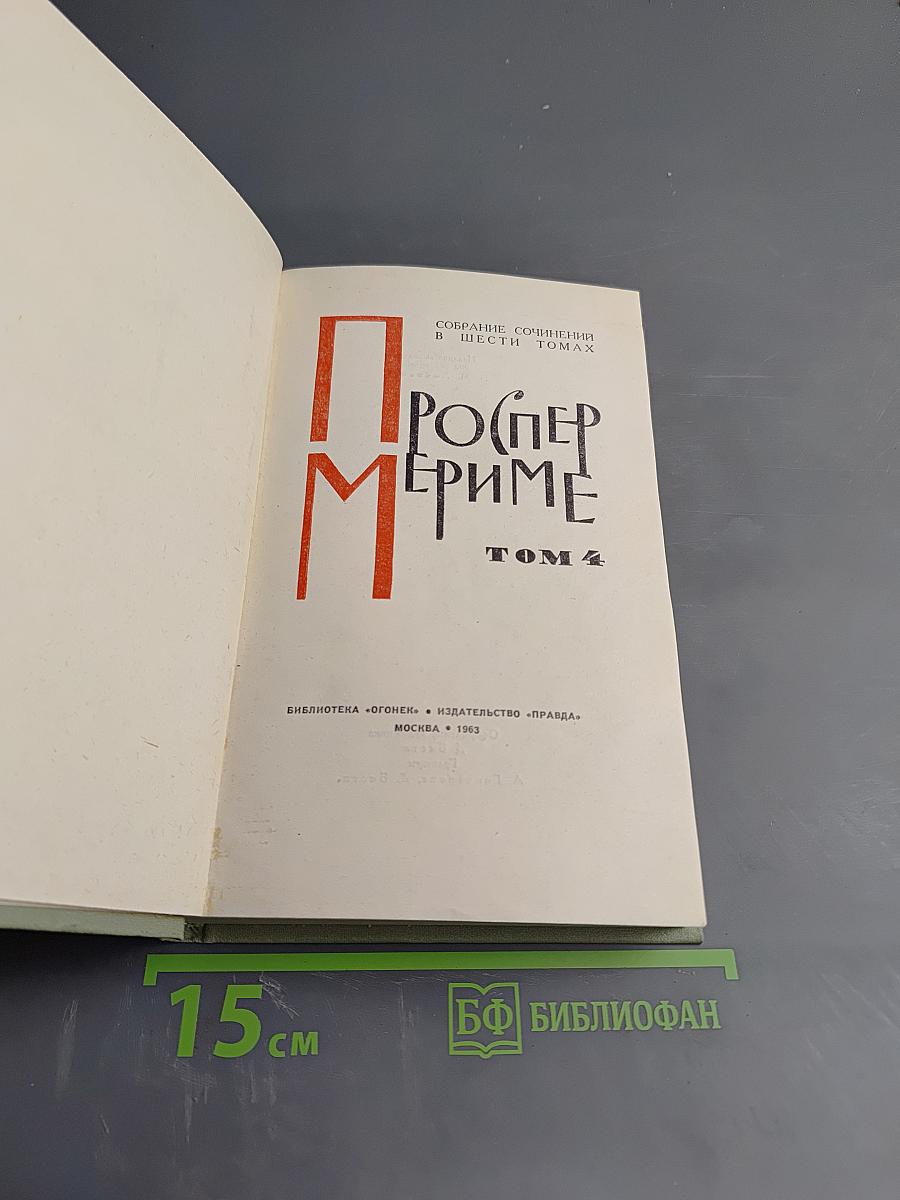 СОБРАНИЕ СОЧИНЕНИЙ
В ШЕСТИ ТОМАХ
ПРОСПЕР
МЕРИМЕ
ТОМ 4
БИБЛИОТЕКА «ОГОНЕК» • ИЗДАТЕЛЬСТВО «ПРАВДА»
МОСКВА • 1963
15 см
БФ БИБЛИОФАН